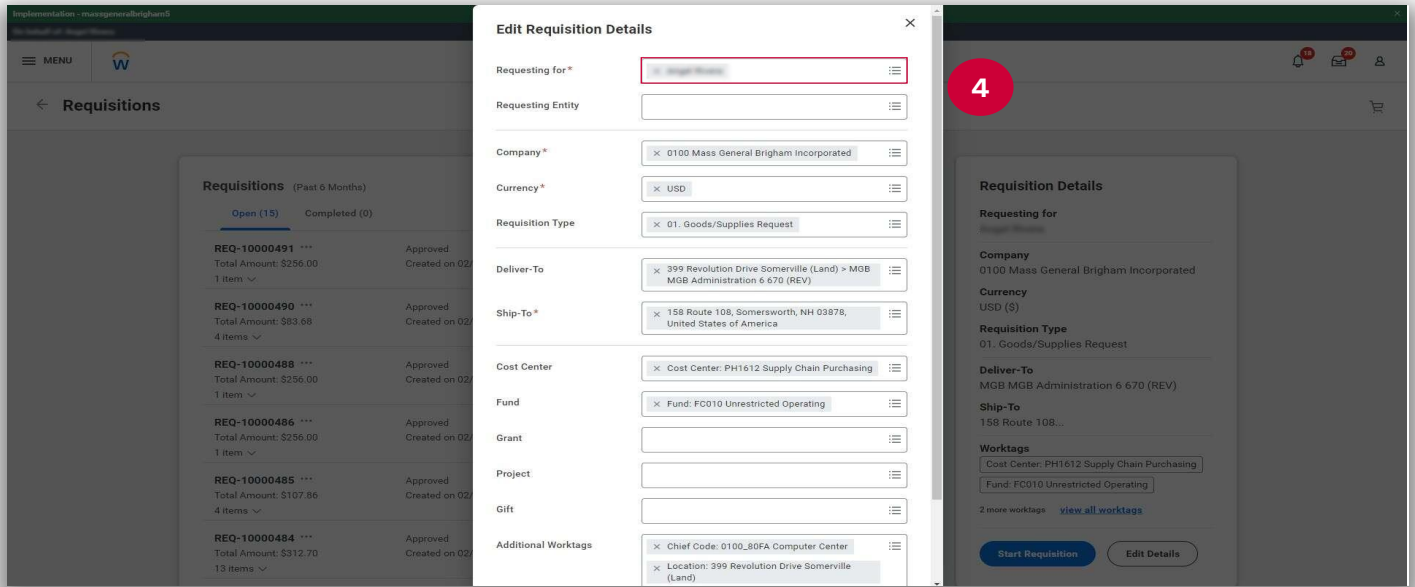 Implementation - massgeneralbrigham5
MENU
18
20
Requisitions
Requisitions (Past 6 Months)
Open (15) Completed (0)
REQ-10000491 ... Approved
Total Amount: $256.00 Created on 02/
1 item
REQ-10000490 ... Approved
Total Amount: $83.68 Created on 02/
4 items
REQ-10000488 ... Approved
Total Amount: $256.00 Created on 02/
1 item
REQ-10000486 ... Approved
Total Amount: $256.00 Created on 02/
1 item
REQ-10000485 ... Approved
Total Amount: $107.86 Created on 02/
4 items
REQ-10000484 ... Approved
Total Amount: $312.70 Created on 02/
13 items
Edit Requisition Details
Requesting for*
Requesting Entity
Company* × 0100 Mass General Brigham Incorporated
Currency* × USD
Requisition Type × 01. Goods/Supplies Request
Deliver-To × 399 Revolution Drive Somerville (Land) > MGB
MGB Administration 6 670 (REV)
Ship-To* × 158 Route 108, Somersworth, NH 03878,
United States of America
Cost Center × Cost Center: PH1612 Supply Chain Purchasing
Fund × Fund: FC010 Unrestricted Operating
Grant
Project
Gift
Additional Worktags × Chief Code: 0100_80FA Computer Center
× Location: 399 Revolution Drive Somerville
(Land)
4
Requisition Details
Requesting for
Company
0100 Mass General Brigham Incorporated
Currency
USD ($)
Requisition Type
01. Goods/Supplies Request
Deliver-To
MGB MGB Administration 6 670 (REV)
Ship-To
158 Route 108...
Worktags
Cost Center: PH1612 Supply Chain Purchasing
Fund: FC010 Unrestricted Operating
2 more worktags view all worktags
Start Requisition Edit Details